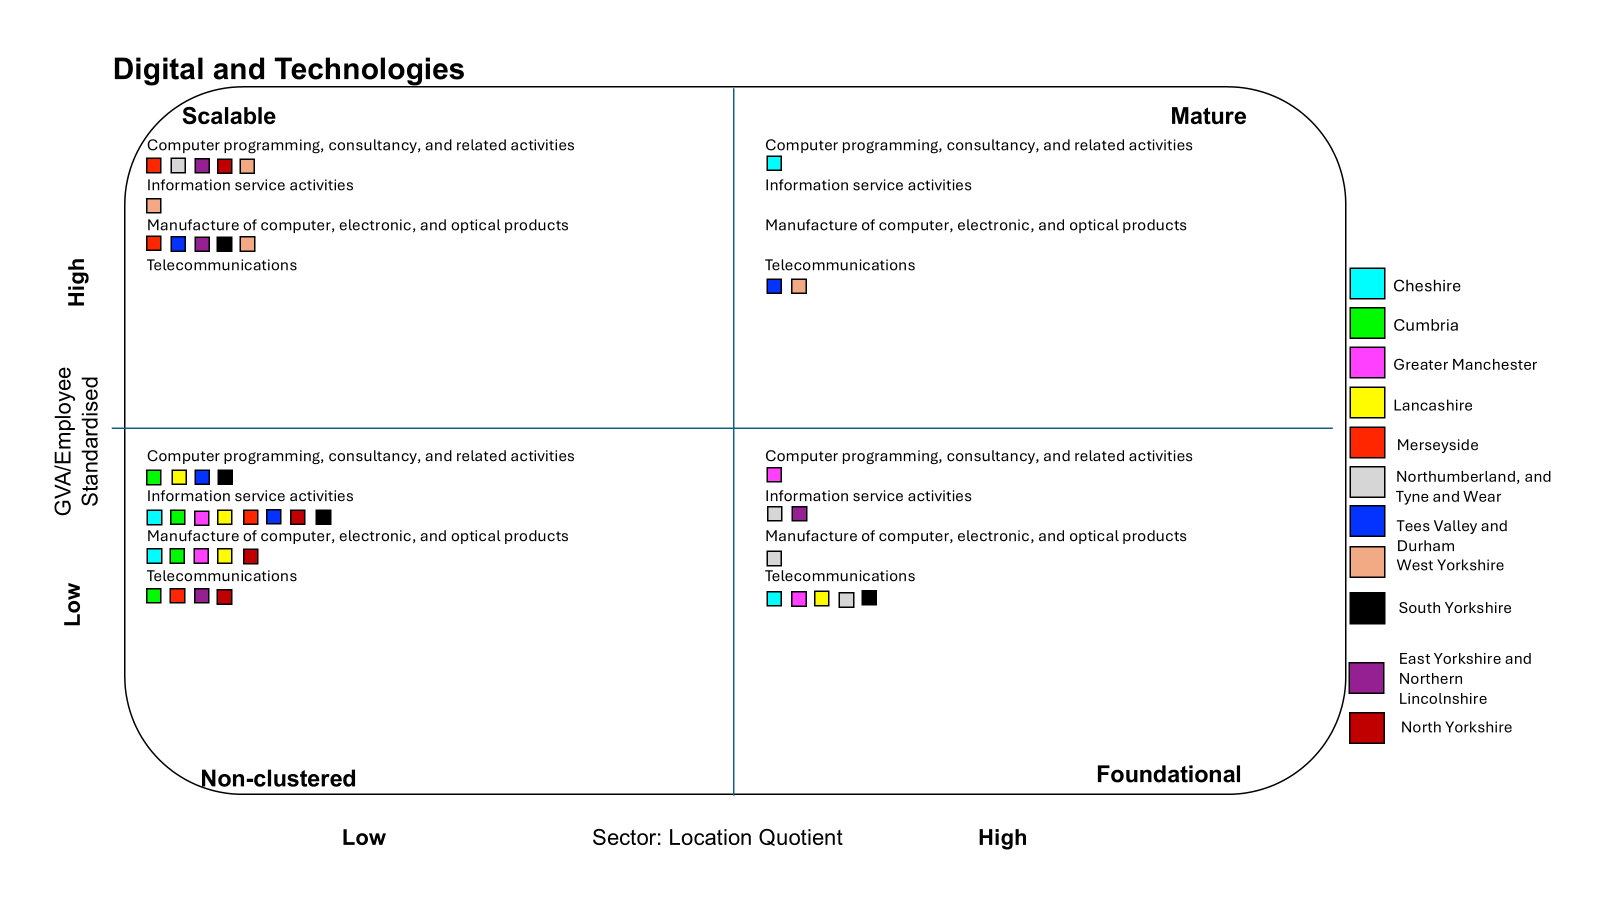 Digital and Technologies
Scalable
Mature
Computer programming, consultancy, and related activities
Information service activities
Manufacture of computer, electronic, and optical products
Telecommunications
Computer programming, consultancy, and related activities
Information service activities
Manufacture of computer, electronic, and optical products
Telecommunications
High
GVA/Employee
Standardised
Low
Computer programming, consultancy, and related activities
Information service activities
Manufacture of computer, electronic, and optical products
Telecommunications
Computer programming, consultancy, and related activities
Information service activities
Manufacture of computer, electronic, and optical products
Telecommunications
Non-clustered
Foundational
Low
Sector: Location Quotient
High
Cheshire
Cumbria
Greater Manchester
Lancashire
Merseyside
Northumberland, and
Tyne and Wear
Tees Valley and
Durham
West Yorkshire
South Yorkshire
East Yorkshire and
Northern
Lincolnshire
North Yorkshire